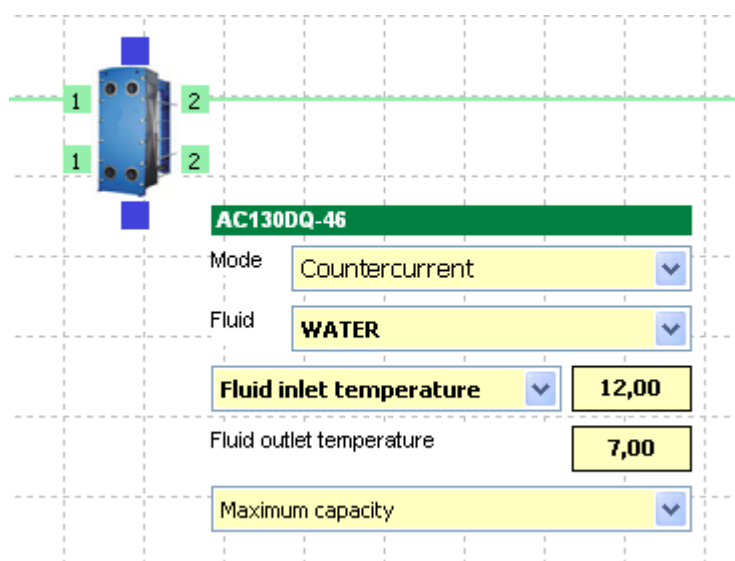 1 2
1 2
AC130DQ-46
Mode Countercurrent
Fluid WATER
Fluid inlet temperature 12,00
Fluid outlet temperature 7,00
Maximum capacity